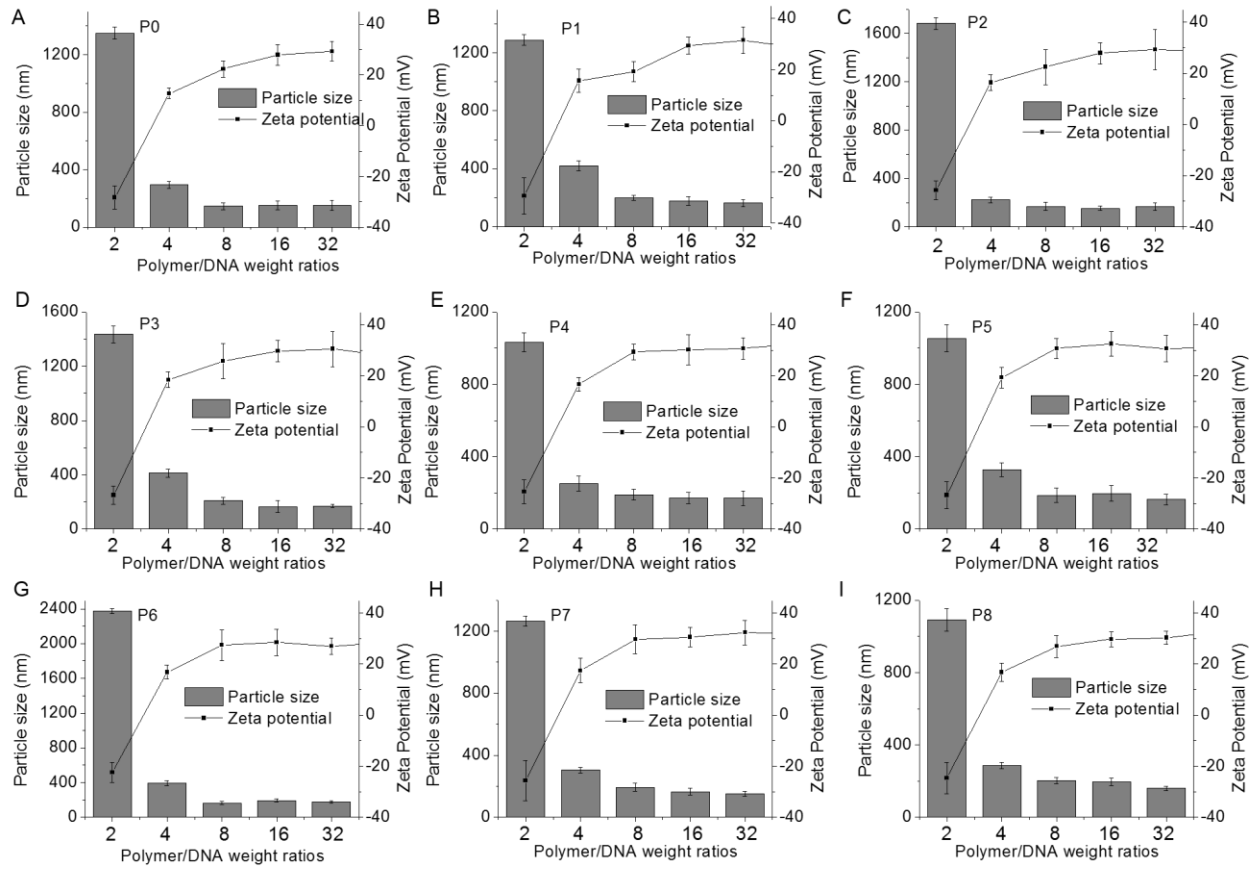 A
P0
Particle size (nm)
1200
800
400
0
Particle size
Zeta potential
40
20
0
-20
-40
Zeta Potential (mV)
2 4 8 16 32
Polymer/DNA weight ratios
B
P1
Particle size (nm)
1200
800
400
0
Particle size
Zeta potential
40
20
0
-20
-40
Zeta Potential (mV)
2 4 8 16 32
Polymer/DNA weight ratios
C
P2
Particle size (nm)
1600
1200
800
400
0
Particle size
Zeta potential
40
20
0
-20
-40
Zeta Potential (mV)
2 4 8 16 32
Polymer/DNA weight ratios
D
P3
Particle size (nm)
1600
1200
800
400
0
Particle size
Zeta potential
40
20
0
-20
-40
Zeta Potential (mV)
2 4 8 16 32
Polymer/DNA weight ratios
E
P4
Particle size (nm)
1200
1000
800
600
400
200
0
Particle size
Zeta potential
40
20
0
-20
-40
Zeta Potential (mV)
2 4 8 16 32
Polymer/DNA weight ratios
F
P5
Particle size (nm)
1200
1000
800
600
400
200
0
Particle size
Zeta potential
40
20
0
-20
-40
Zeta Potential (mV)
2 4 8 16 32
Polymer/DNA weight ratios
G
P6
Particle size (nm)
2400
2000
1600
1200
800
400
0
Particle size
Zeta potential
40
20
0
-20
-40
Zeta Potential (mV)
2 4 8 16 32
Polymer/DNA weight ratios
H
P7
Particle size (nm)
1200
800
400
0
Particle size
Zeta potential
40
20
0
-20
-40
Zeta Potential (mV)
2 4 8 16 32
Polymer/DNA weight ratios
I
P8
Particle size (nm)
1200
800
400
0
Particle size
Zeta potential
40
20
0
-20
-40
Zeta Potential (mV)
2 4 8 16 32
Polymer/DNA weight ratios